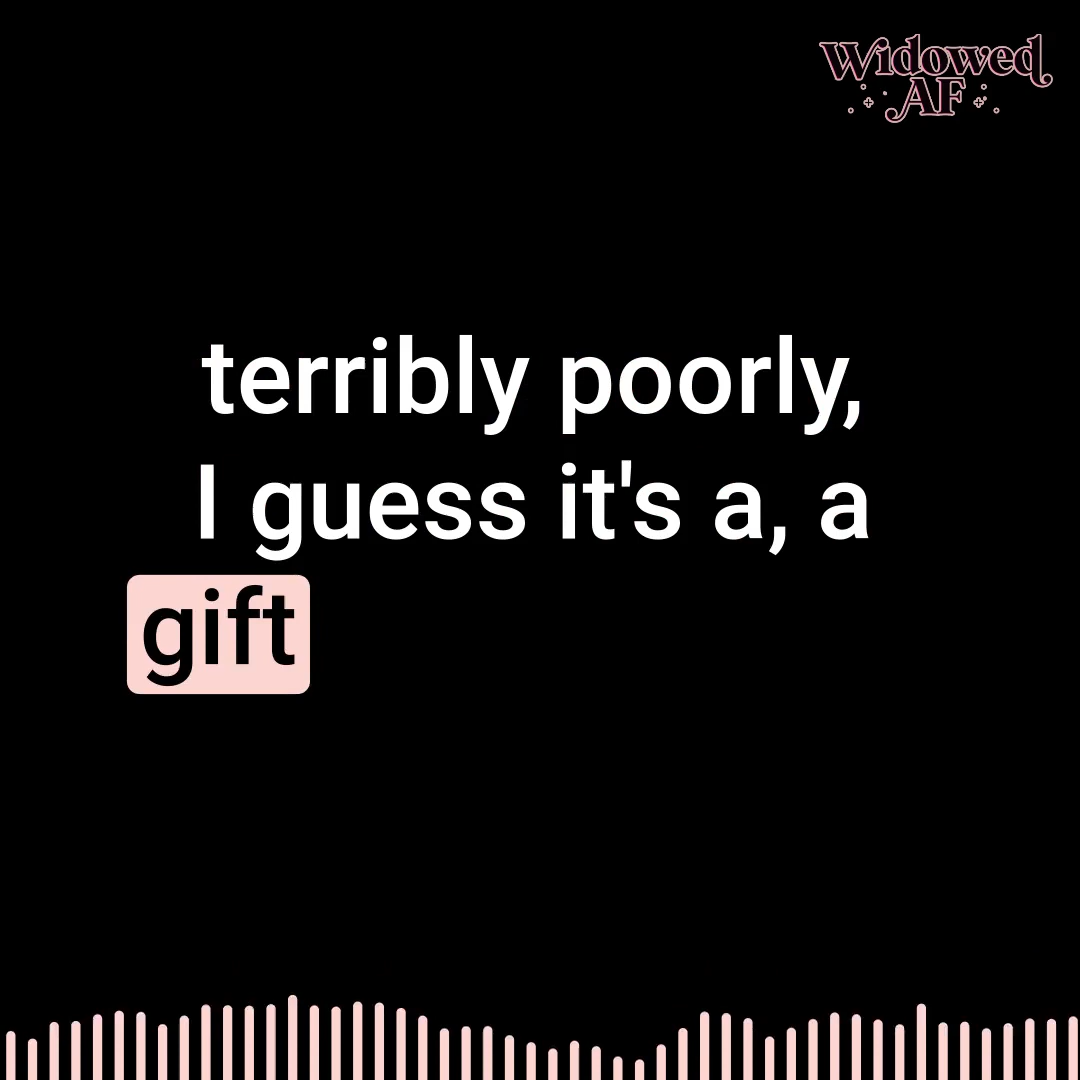 Widowed
AF
terribly poorly,
I guess it's a, a
gift